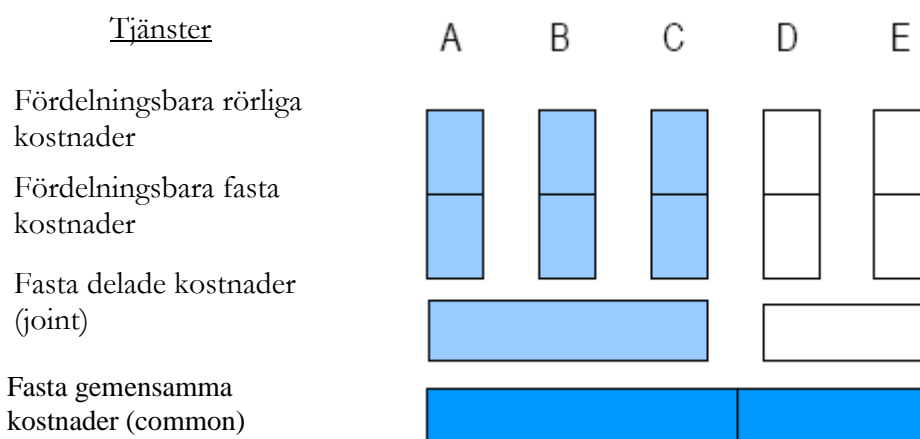 Tjänster
A B C D E
Fördelningsbara rörliga
kostnader
Fördelningsbara fasta
kostnader
Fasta delade kostnader
(joint)
Fasta gemensamma
kostnader (common)